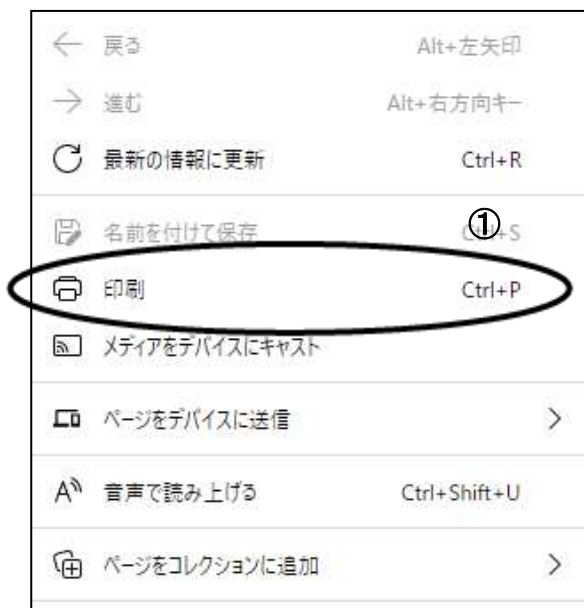 戻る Alt+左矢印
進む Alt+右方向キー
最新の情報に更新 Ctrl+R
①
名前を付けて保存 Ctrl+S
印刷 Ctrl+P
メディアをデバイスにキャスト
ページをデバイスに送信
音声で読み上げる Ctrl+Shift+U
ページをコレクションに追加